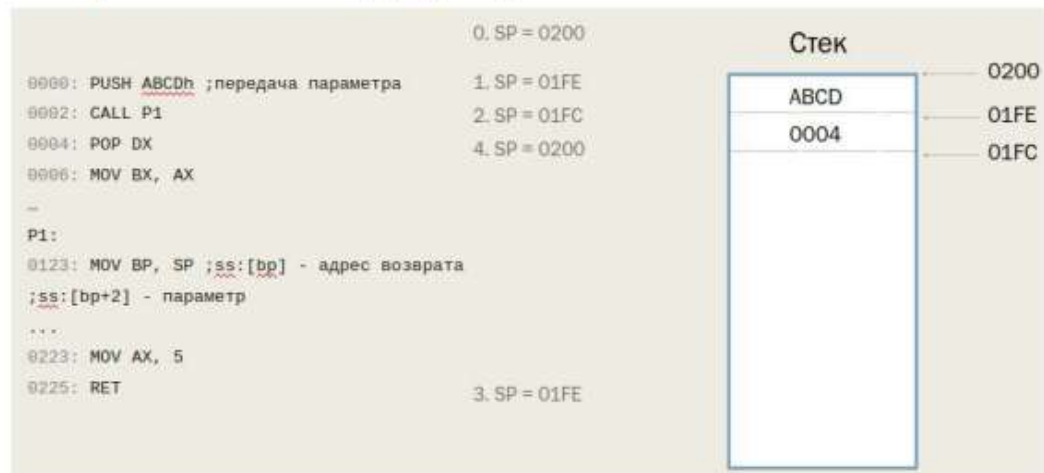 0. SP = 0200
Стек
0000: PUSH ABCDh ;передача параметра
1. SP = 01FE
ABCD
0200
0002: CALL P1
2. SP = 01FC
0004
01FE
0004: POP DX
4. SP = 0200
01FC
0006: MOV BX, AX
…
P1:
0123: MOV BP, SP ;ss:[bp] - адрес возврата
;ss:[bp+2] - параметр
...
0223: MOV AX, 5
0225: RET
3. SP = 01FE